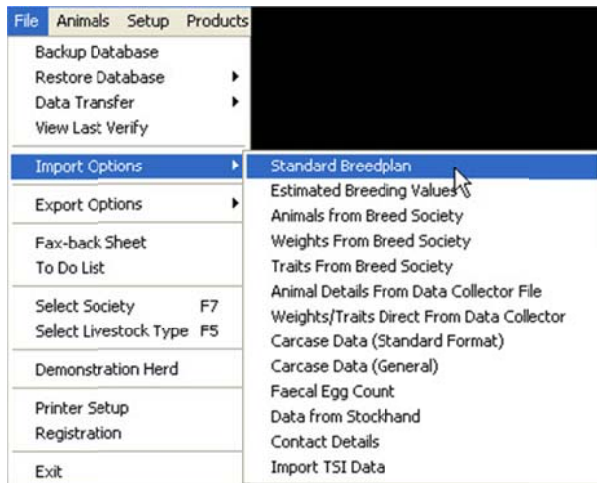 File Animals Setup Products
Backup Database
Restore Database
Data Transfer
View Last Verify
Import Options
Export Options
Fax-back Sheet
To Do List
Select Society F7
Select Livestock Type F5
Demonstration Herd
Printer Setup
Registration
Exit
Standard Breedplan
Estimated Breeding Values
Animals from Breed Society
Weights From Breed Society
Traits From Breed Society
Animal Details From Data Collector File
Weights/Traits Direct From Data Collector
Carcase Data (Standard Format)
Carcase Data (General)
Faecal Egg Count
Data from Stockhand
Contact Details
Import TSI Data